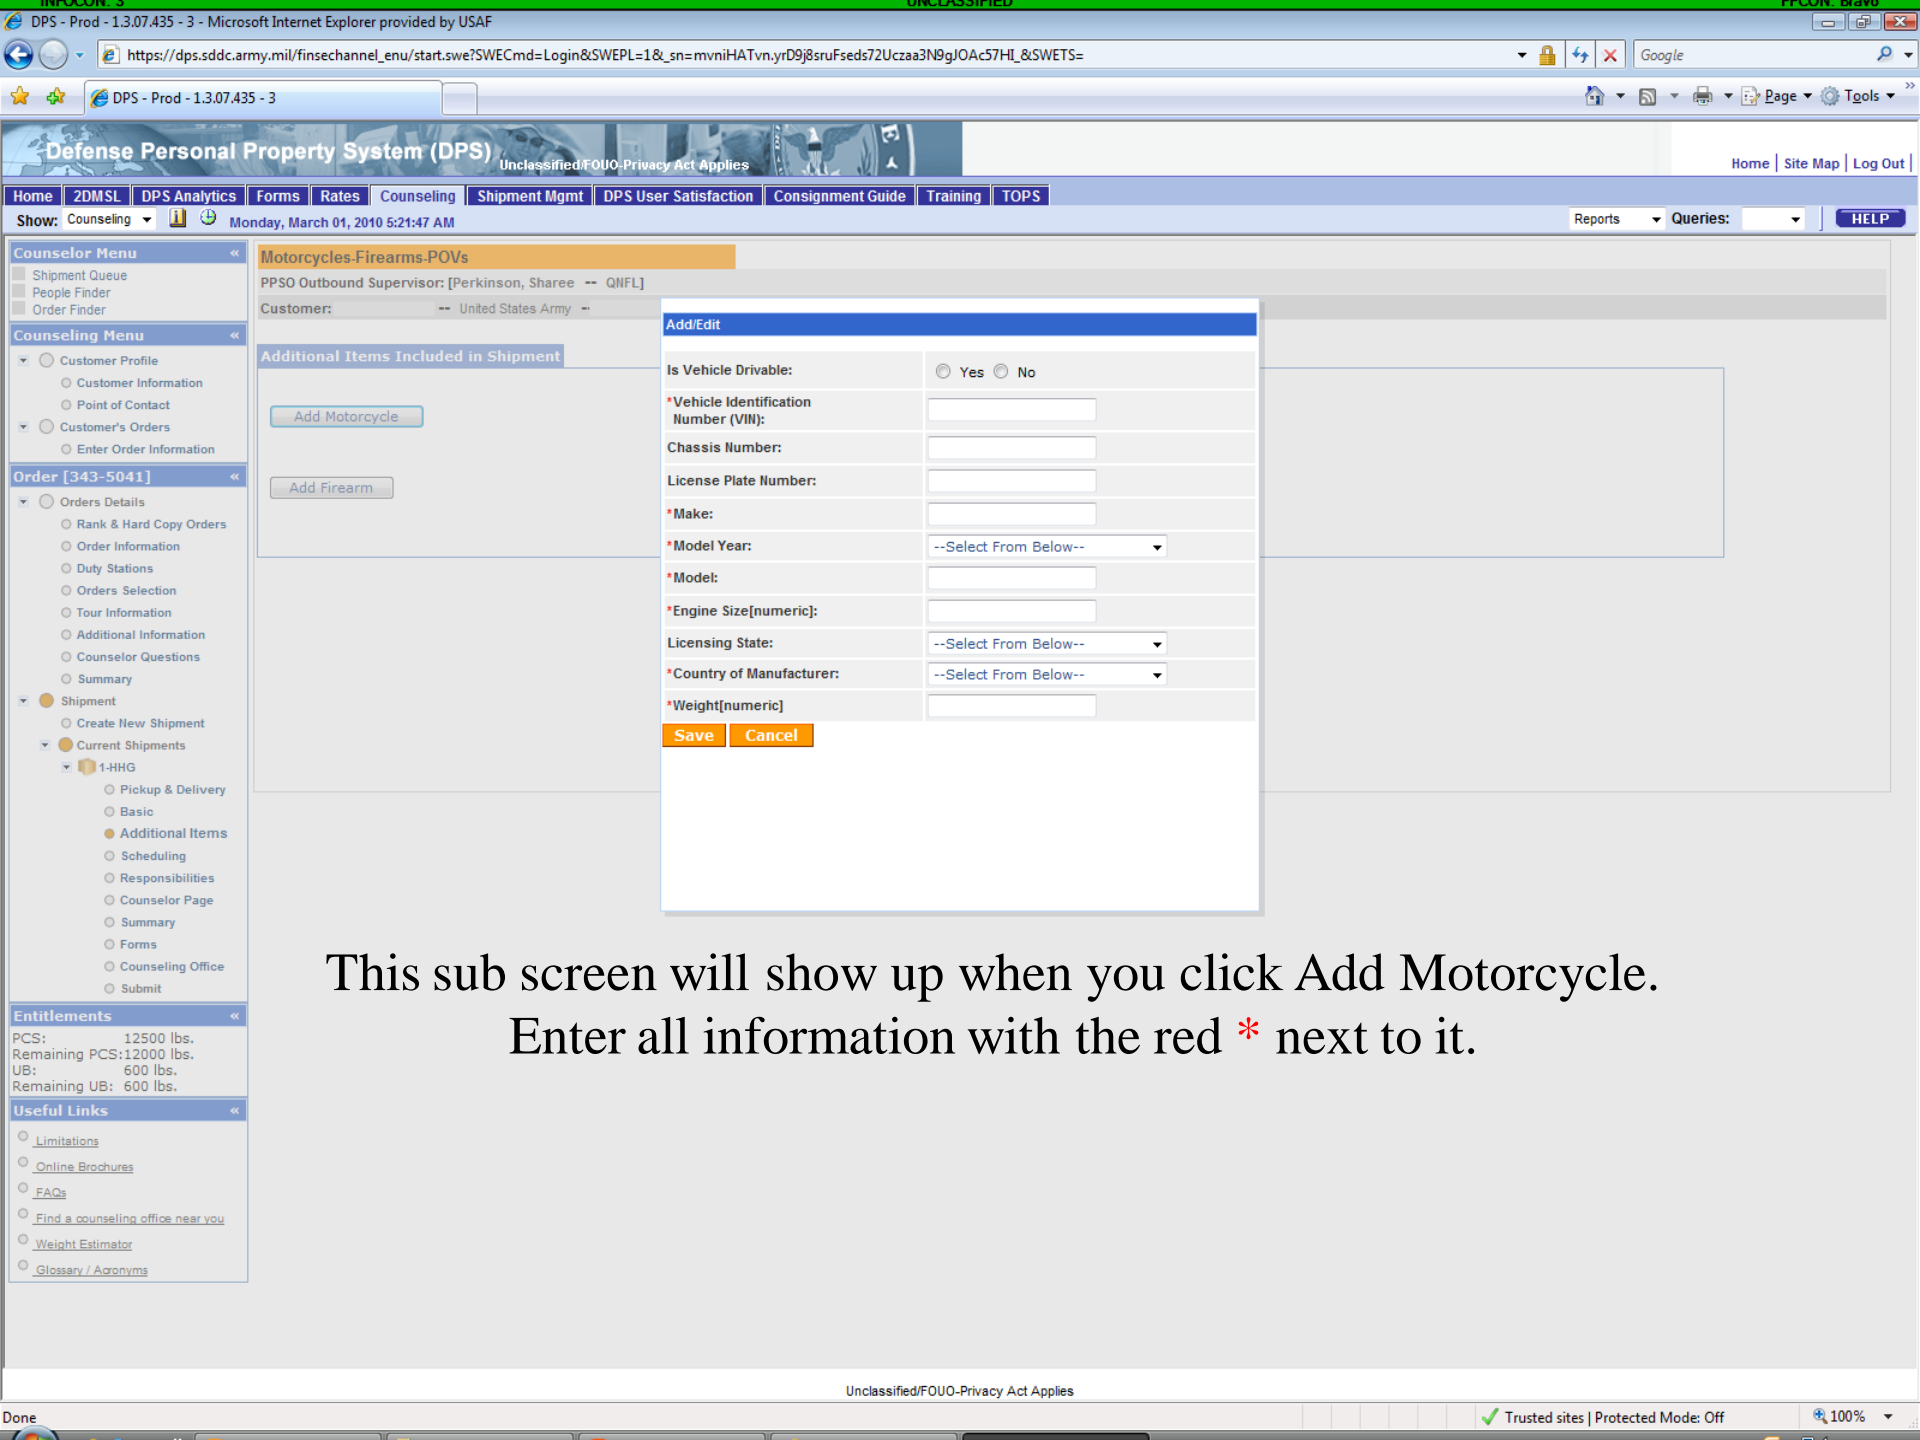 INFOCON: 3 UNCLASSIFIED FPCON: Bravo
DPS - Prod - 1.3.07.435 - 3 - Microsoft Internet Explorer provided by USAF
https://dps.sddc.army.mil/finsechannel_enu/start.swe?SWECmd=Login&SWEPL=1&_sn=mvniHATvn.yrD9j8sruFseds72Uczaa3N9gJOAc57HI_&SWETS=
Google
DPS - Prod - 1.3.07.435 - 3
Page Tools
Defense Personal Property System (DPS) Unclassified/FOUO-Privacy Act Applies
Home | Site Map | Log Out |
Home 2DMSL DPS Analytics Forms Rates Counseling Shipment Mgmt DPS User Satisfaction Consignment Guide Training TOPS
Show: Counseling Monday, March 01, 2010 5:21:47 AM
Reports Queries: HELP
Counselor Menu «
Shipment Queue
People Finder
Order Finder
Counseling Menu «
Customer Profile
Customer Information
Point of Contact
Customer's Orders
Enter Order Information
Order [343-5041] «
Orders Details
Rank & Hard Copy Orders
Order Information
Duty Stations
Orders Selection
Tour Information
Additional Information
Counselor Questions
Summary
Shipment
Create New Shipment
Current Shipments
1-HHG
Pickup & Delivery
Basic
Additional Items
Scheduling
Responsibilities
Counselor Page
Summary
Forms
Counseling Office
Submit
Entitlements «
PCS: 12500 lbs.
Remaining PCS:12000 lbs.
UB: 600 lbs.
Remaining UB: 600 lbs.
Useful Links «
Limitations
Online Brochures
FAQs
Find a counseling office near you
Weight Estimator
Glossary / Acronyms
Motorcycles-Firearms-POVs
PPSO Outbound Supervisor: [Perkinson, Sharee -- QNFL]
Customer: -- United States Army --
Additional Items Included in Shipment
Add Motorcycle
Add Firearm
Add/Edit
Is Vehicle Drivable: Yes No
*Vehicle Identification
Number (VIN):
Chassis Number:
License Plate Number:
*Make:
*Model Year: --Select From Below--
*Model:
*Engine Size[numeric]:
Licensing State: --Select From Below--
*Country of Manufacturer: --Select From Below--
*Weight[numeric]
Save Cancel
This sub screen will show up when you click Add Motorcycle.
Enter all information with the red * next to it.
Unclassified/FOUO-Privacy Act Applies
Done
Trusted sites | Protected Mode: Off 100%